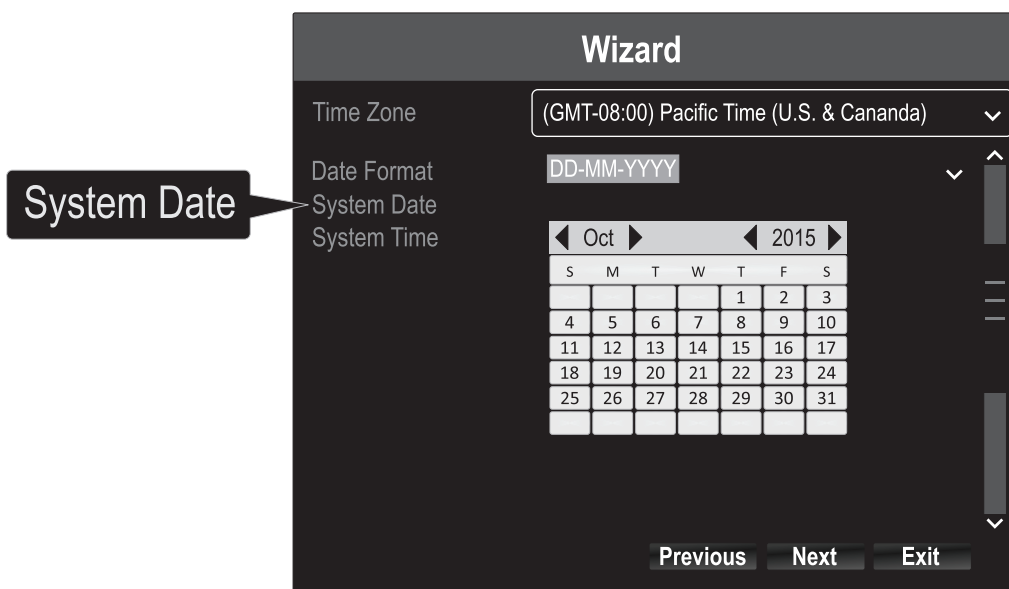 Wizard
Time Zone (GMT-08:00) Pacific Time (U.S. & Cananda)
Date Format DD-MM-YYYY
System Date System Date
System Time
Oct 2015
S M T W T F S
1 2 3
4 5 6 7 8 9 10
11 12 13 14 15 16 17
18 19 20 21 22 23 24
25 26 27 28 29 30 31
Previous Next Exit